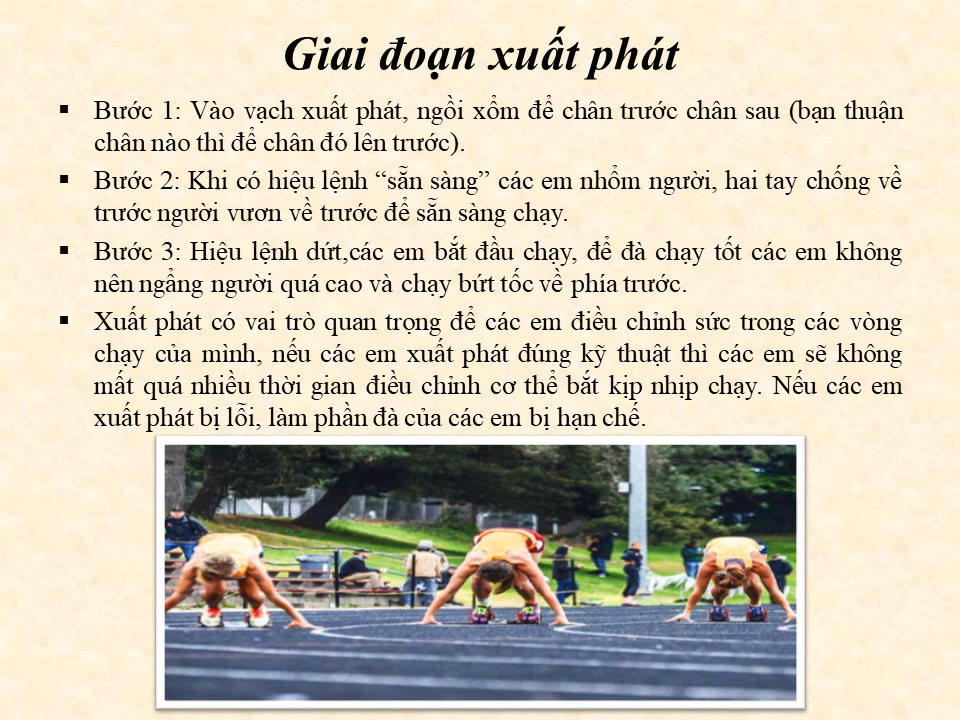 Giai đoạn xuất phát
▪ Bước 1: Vào vạch xuất phát, ngồi xổm để chân trước chân sau (bạn thuận
chân nào thì để chân đó lên trước).
▪ Bước 2: Khi có hiệu lệnh “sẵn sàng” các em nhổm người, hai tay chống về
trước người vươn về trước để sẵn sàng chạy.
▪ Bước 3: Hiệu lệnh dứt,các em bắt đầu chạy, để đà chạy tốt các em không
nên ngẩng người quá cao và chạy bứt tốc về phía trước.
▪ Xuất phát có vai trò quan trọng để các em điều chỉnh sức trong các vòng
chạy của mình, nếu các em xuất phát đúng kỹ thuật thì các em sẽ không
mất quá nhiều thời gian điều chỉnh cơ thể bắt kịp nhịp chạy. Nếu các em
xuất phát bị lỗi, làm phần đà của các em bị hạn chế.